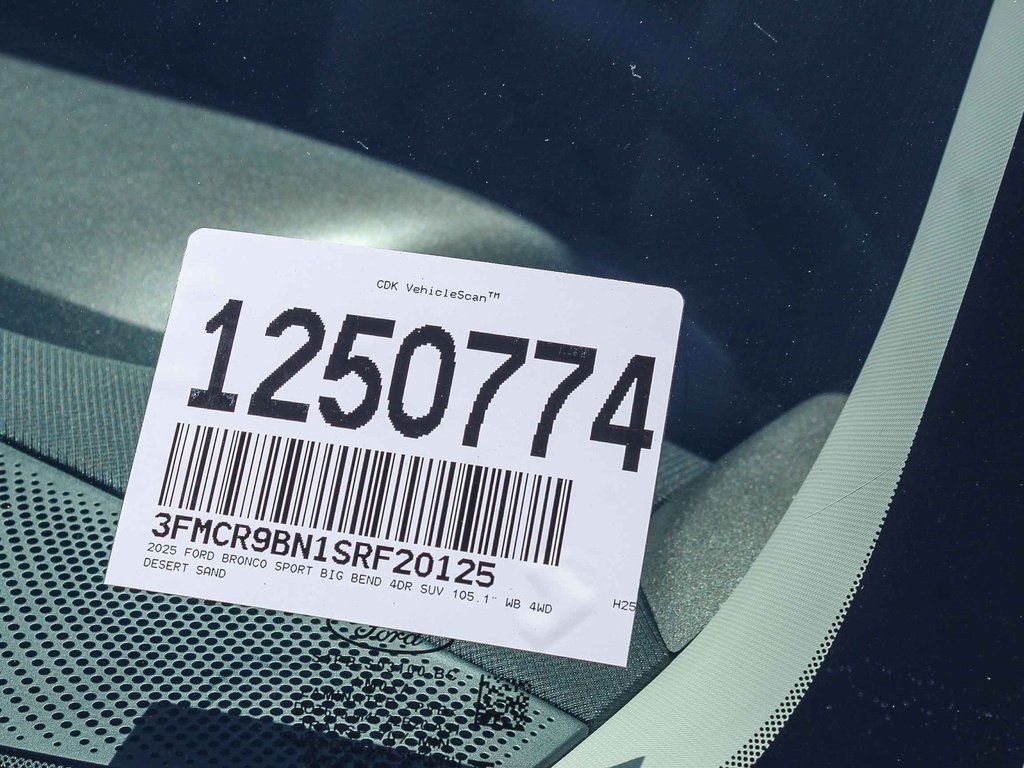 CDK VehicleScan™
1250774
3FMCR9BN1SRF20125
2025 FORD BRONCO SPORT BIG BEND 4DR SUV 105.1" WB 4WD
DESERT SAND H25
Ford